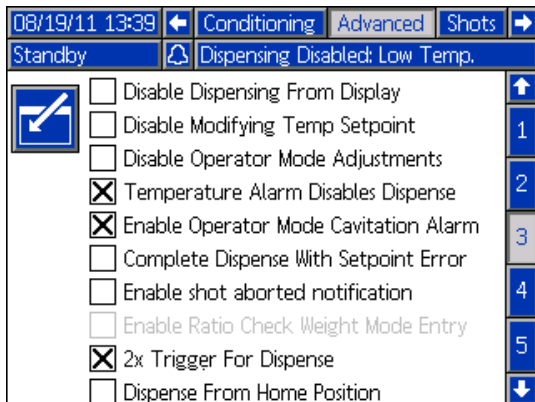 08/19/11 13:39 Conditioning Advanced Shots
Standby Dispensing Disabled: Low Temp.
Disable Dispensing From Display
Disable Modifying Temp Setpoint
1
Disable Operator Mode Adjustments
Temperature Alarm Disables Dispense
2
Enable Operator Mode Cavitation Alarm
3
Complete Dispense With Setpoint Error
Enable shot aborted notification
4
Enable Ratio Check Weight Mode Entry
2x Trigger For Dispense
5
Dispense From Home Position